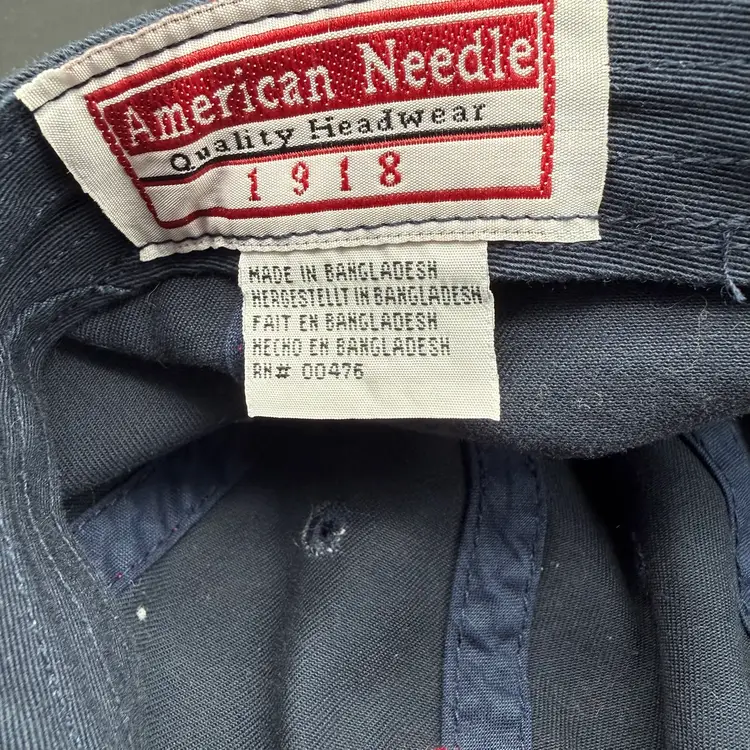 American Needle
Quality Headwear
1918
MADE IN BANGLADESH
HERGESTELLT IN BANGLADESH
FAIT EN BANGLADESH
HECHO EN BANGLADESH
RN# 00476